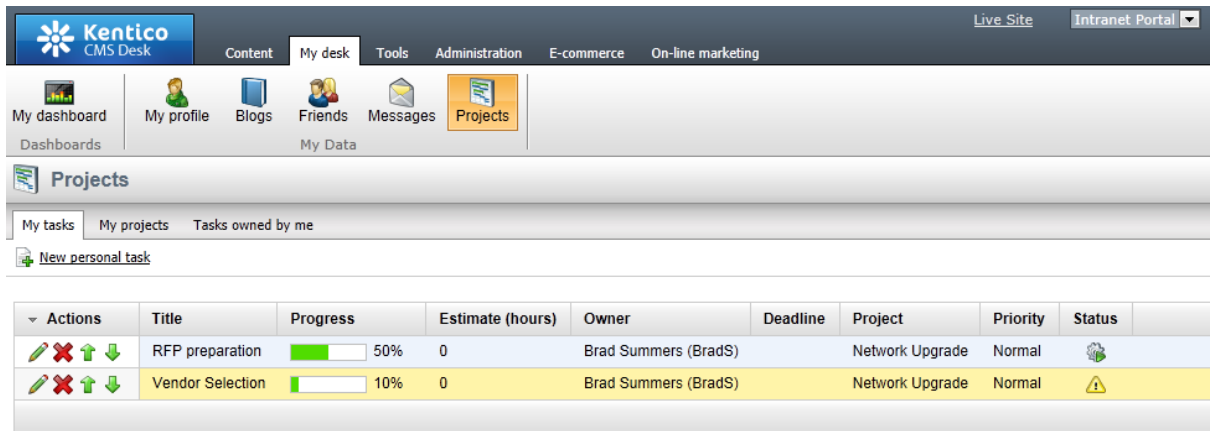 Live Site Intranet Portal
Kentico
CMS Desk
Content My desk Tools Administration E-commerce On-line marketing
My dashboard My profile Blogs Friends Messages Projects
Dashboards My Data
Projects
My tasks My projects Tasks owned by me
New personal task
Actions Title Progress Estimate (hours) Owner Deadline Project Priority Status
RFP preparation 50% 0 Brad Summers (BradS) Network Upgrade Normal
Vendor Selection 10% 0 Brad Summers (BradS) Network Upgrade Normal